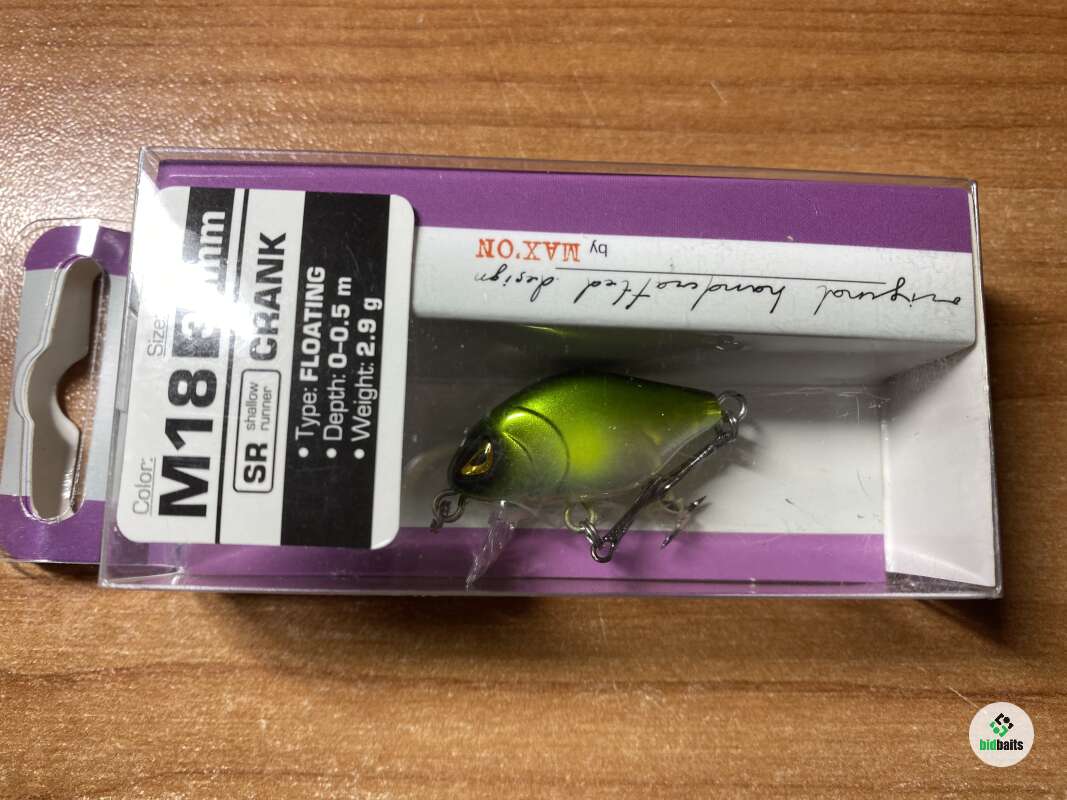 Color:
M18
Size:
mm
SR shallow runner
CRANK
• Type: FLOATING
• Depth: 0–0.5 m
• Weight: 2.9 g
original handcrafted design
by MAX'ON
bidbaits